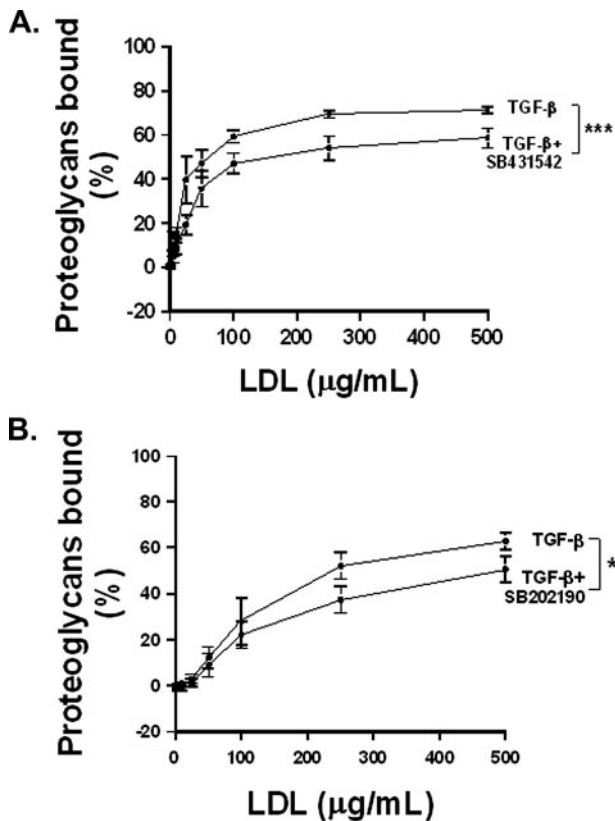 A.
Proteoglycans bound
(%)
100
80
60
40
20
0
-20
TGF-β
TGF-β+
SB431542
***
0 100 200 300 400 500
LDL (μg/mL)
B.
Proteoglycans bound
(%)
100
80
60
40
20
0
-20
TGF-β
TGF-β+
SB202190
*
0 100 200 300 400 500
LDL (μg/mL)